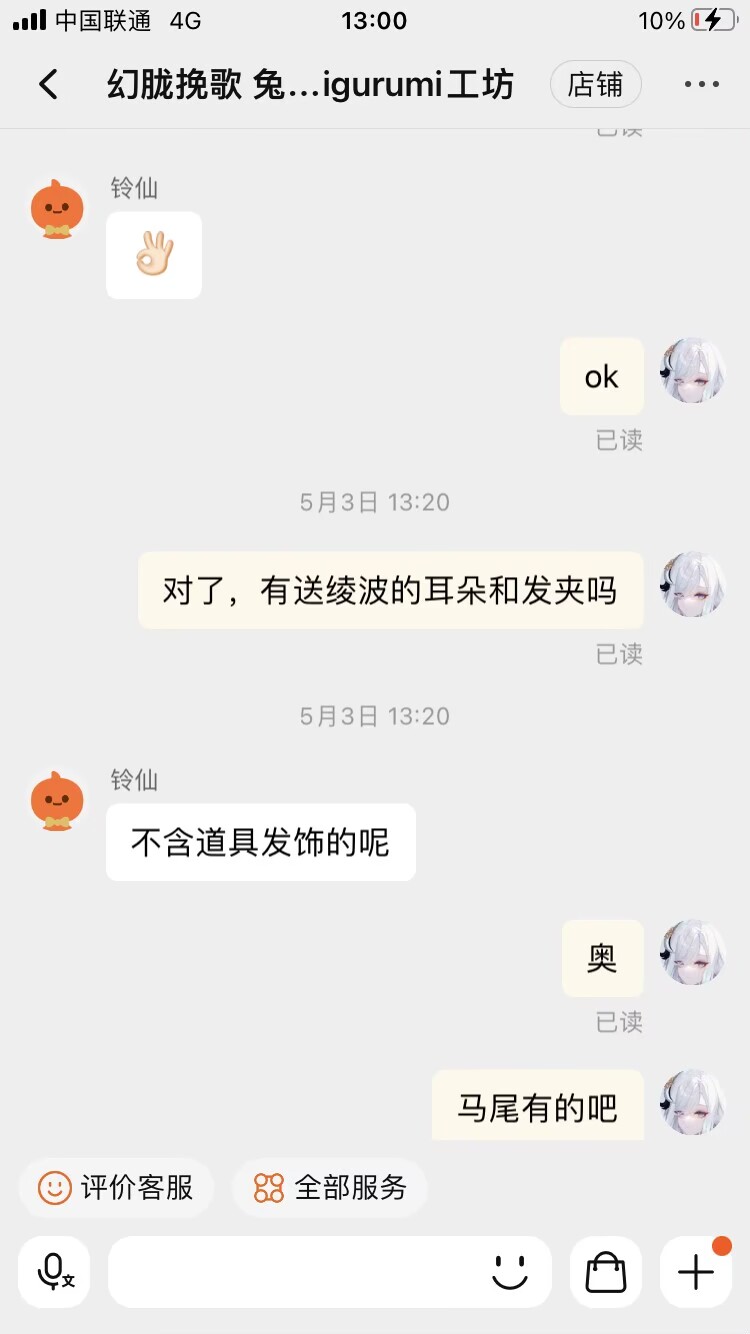 中国联通 4G 13:00 10%
幻胧挽歌 兔...igurumi工坊 店铺
已读
铃仙
👌🏻
ok
已读
5月3日 13:20
对了，有送绫波的耳朵和发夹吗
已读
5月3日 13:20
铃仙
不含道具发饰的呢
奥
已读
马尾有的吧
评价客服 全部服务
文